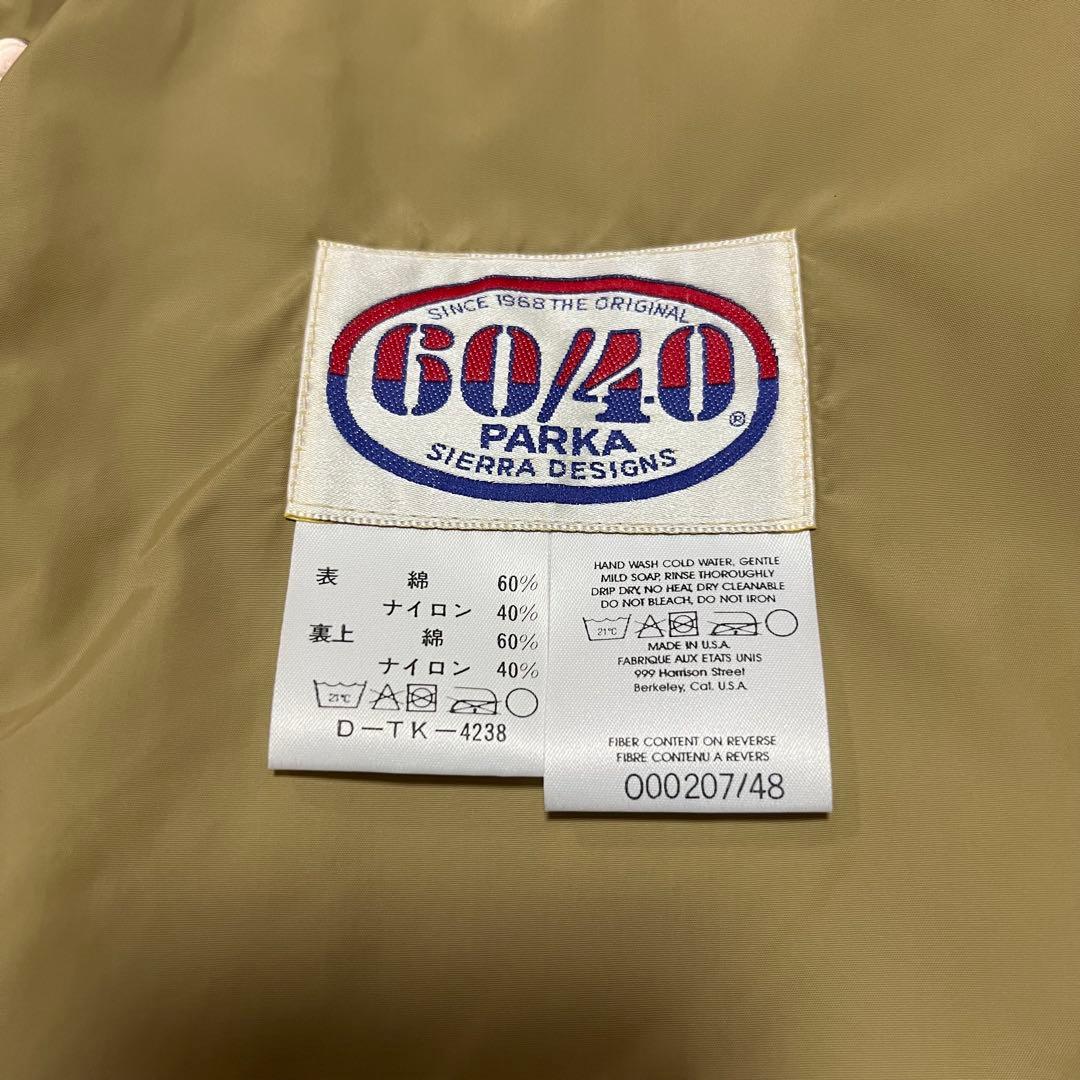 SINCE 1968 THE ORIGINAL
60/40
®
PARKA
SIERRA DESIGNS
表 綿 60%
ナイロン 40%
裏上 綿 60%
ナイロン 40%
21℃
D－TK－4238
HAND WASH COLD WATER, GENTLE
MILD SOAP, RINSE THOROUGHLY
DRIP DRY, NO HEAT, DRY CLEANABLE
DO NOT BLEACH, DO NOT IRON
21℃
MADE IN U.S.A.
FABRIQUE AUX ETATS UNIS
999 Harrison Street
Berkeley, Cal. U.S.A.
FIBER CONTENT ON REVERSE
FIBRE CONTENU A REVERS
000207/48